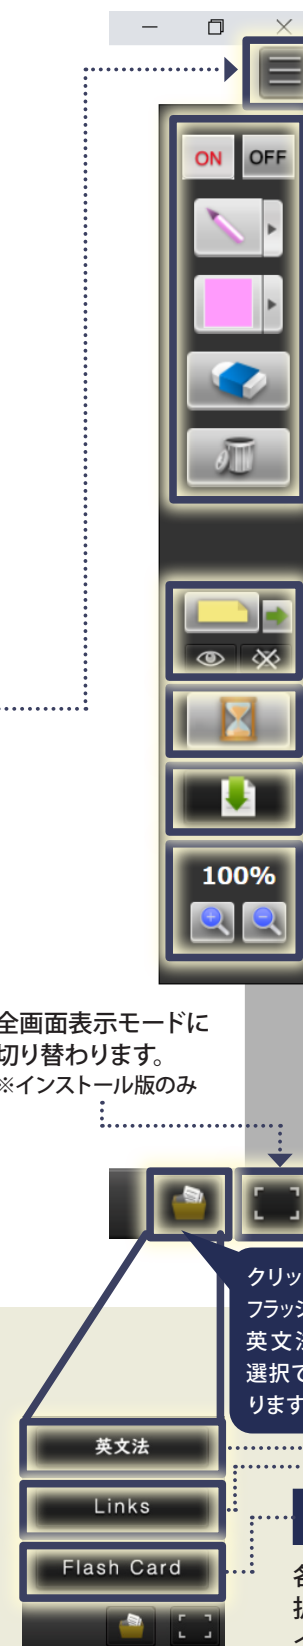 ON OFF
100%
全画面表示モードに
切り替わります。
※インストール版のみ
クリッ
フラッシ
英文法
選択で
ります
英文法
Links
Flash Card
各